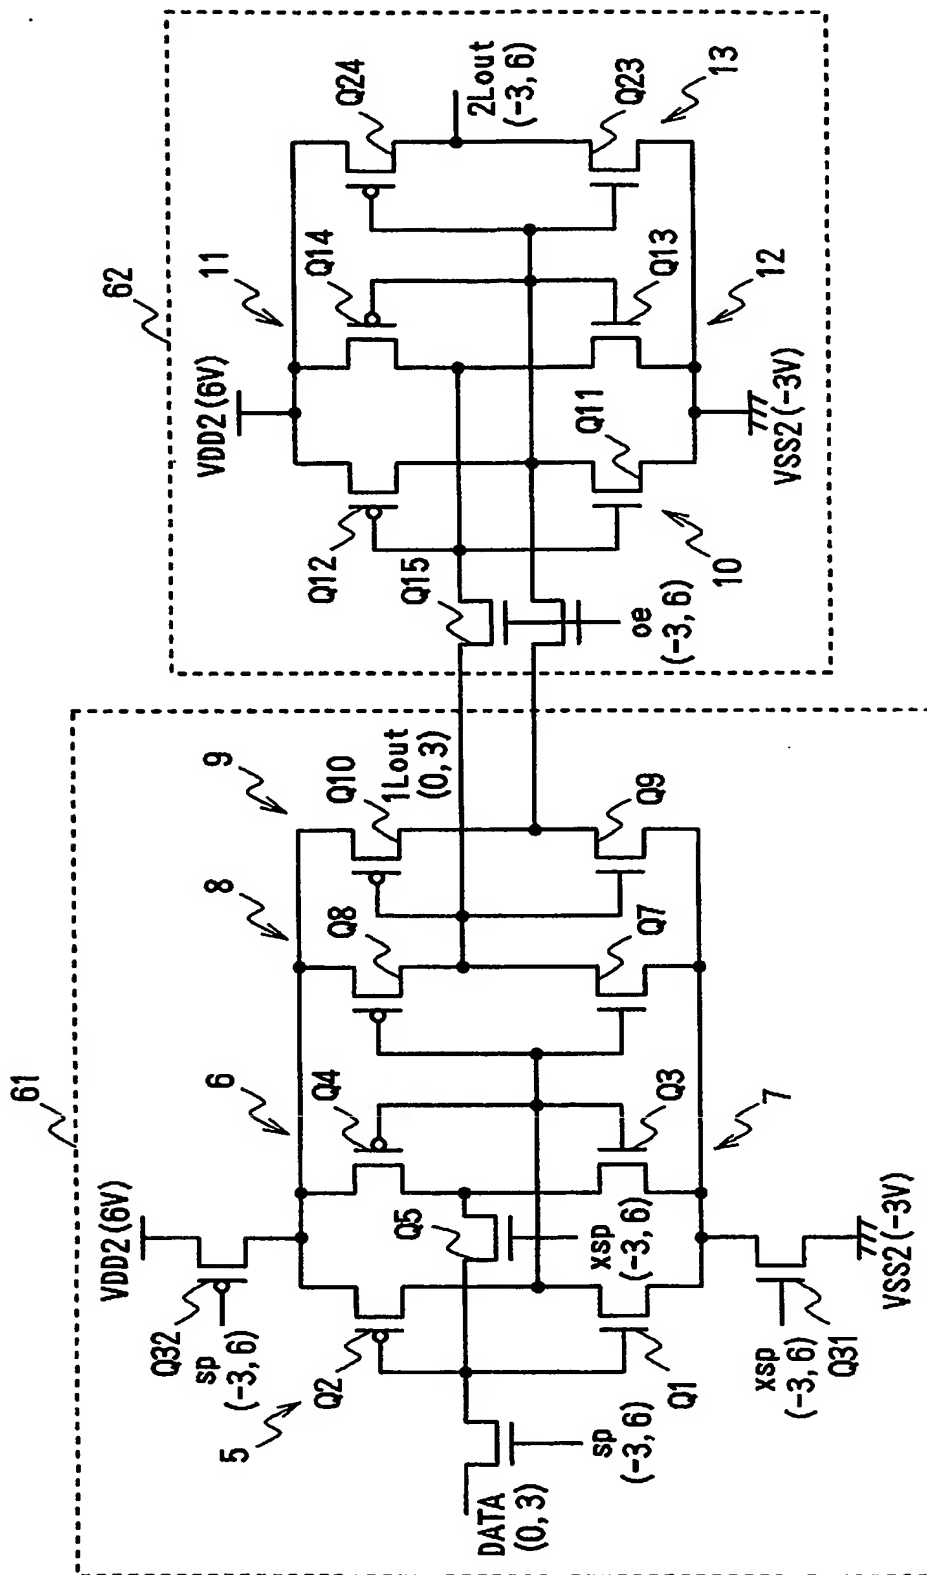 61
VDD2(6V)
Q32
sp
(-3, 6)
5
Q2
6
Q4
8
Q8
9
Q10
1Lout
(0, 3)
Q5
xsp
(-3, 6)
DATA
(0, 3)
sp
(-3, 6)
Q1
Q3
Q7
Q9
7
xsp
(-3, 6)
Q31
VSS2(-3V)
62
VDD2(6V)
11
Q12
Q14
Q24
Q15
2Lout
(-3, 6)
oe
(-3, 6)
10
Q11
Q13
Q23
12
13
VSS2(-3V)